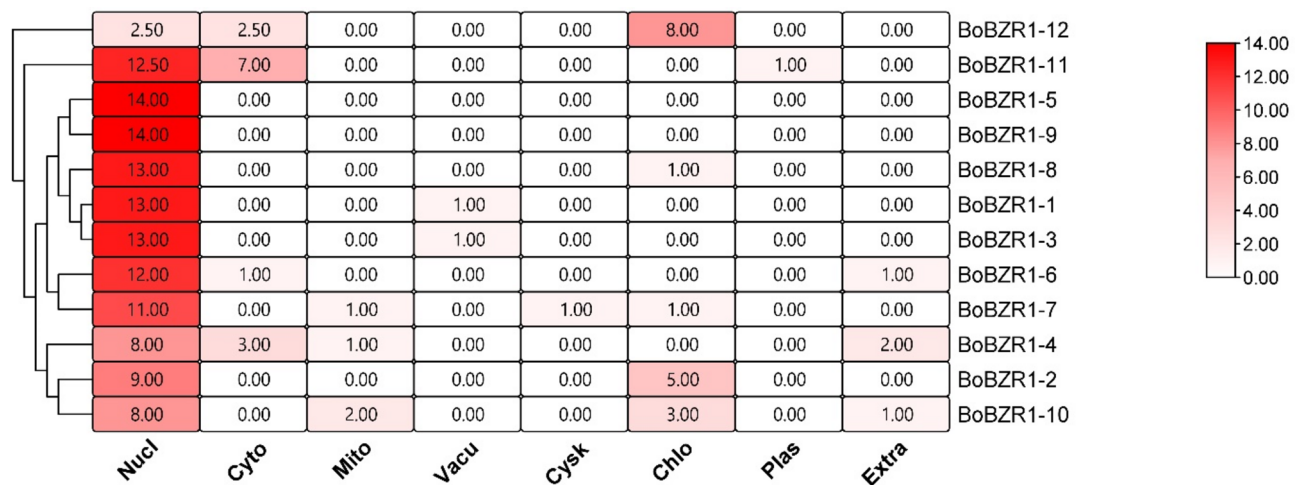 2.50 2.50 0.00 0.00 0.00 8.00 0.00 0.00 BoBZR1-12
12.50 7.00 0.00 0.00 0.00 0.00 1.00 0.00 BoBZR1-11
14.00 0.00 0.00 0.00 0.00 0.00 0.00 0.00 BoBZR1-5
14.00 0.00 0.00 0.00 0.00 0.00 0.00 0.00 BoBZR1-9
13.00 0.00 0.00 0.00 0.00 1.00 0.00 0.00 BoBZR1-8
13.00 0.00 0.00 1.00 0.00 0.00 0.00 0.00 BoBZR1-1
13.00 0.00 0.00 1.00 0.00 0.00 0.00 0.00 BoBZR1-3
12.00 1.00 0.00 0.00 0.00 0.00 0.00 1.00 BoBZR1-6
11.00 0.00 1.00 0.00 1.00 1.00 0.00 0.00 BoBZR1-7
8.00 3.00 1.00 0.00 0.00 0.00 0.00 2.00 BoBZR1-4
9.00 0.00 0.00 0.00 0.00 5.00 0.00 0.00 BoBZR1-2
8.00 0.00 2.00 0.00 0.00 3.00 0.00 1.00 BoBZR1-10
Nucl Cyto Mito Vacu Cysk Chlo Plas Extra
14.00
12.00
10.00
8.00
6.00
4.00
2.00
0.00